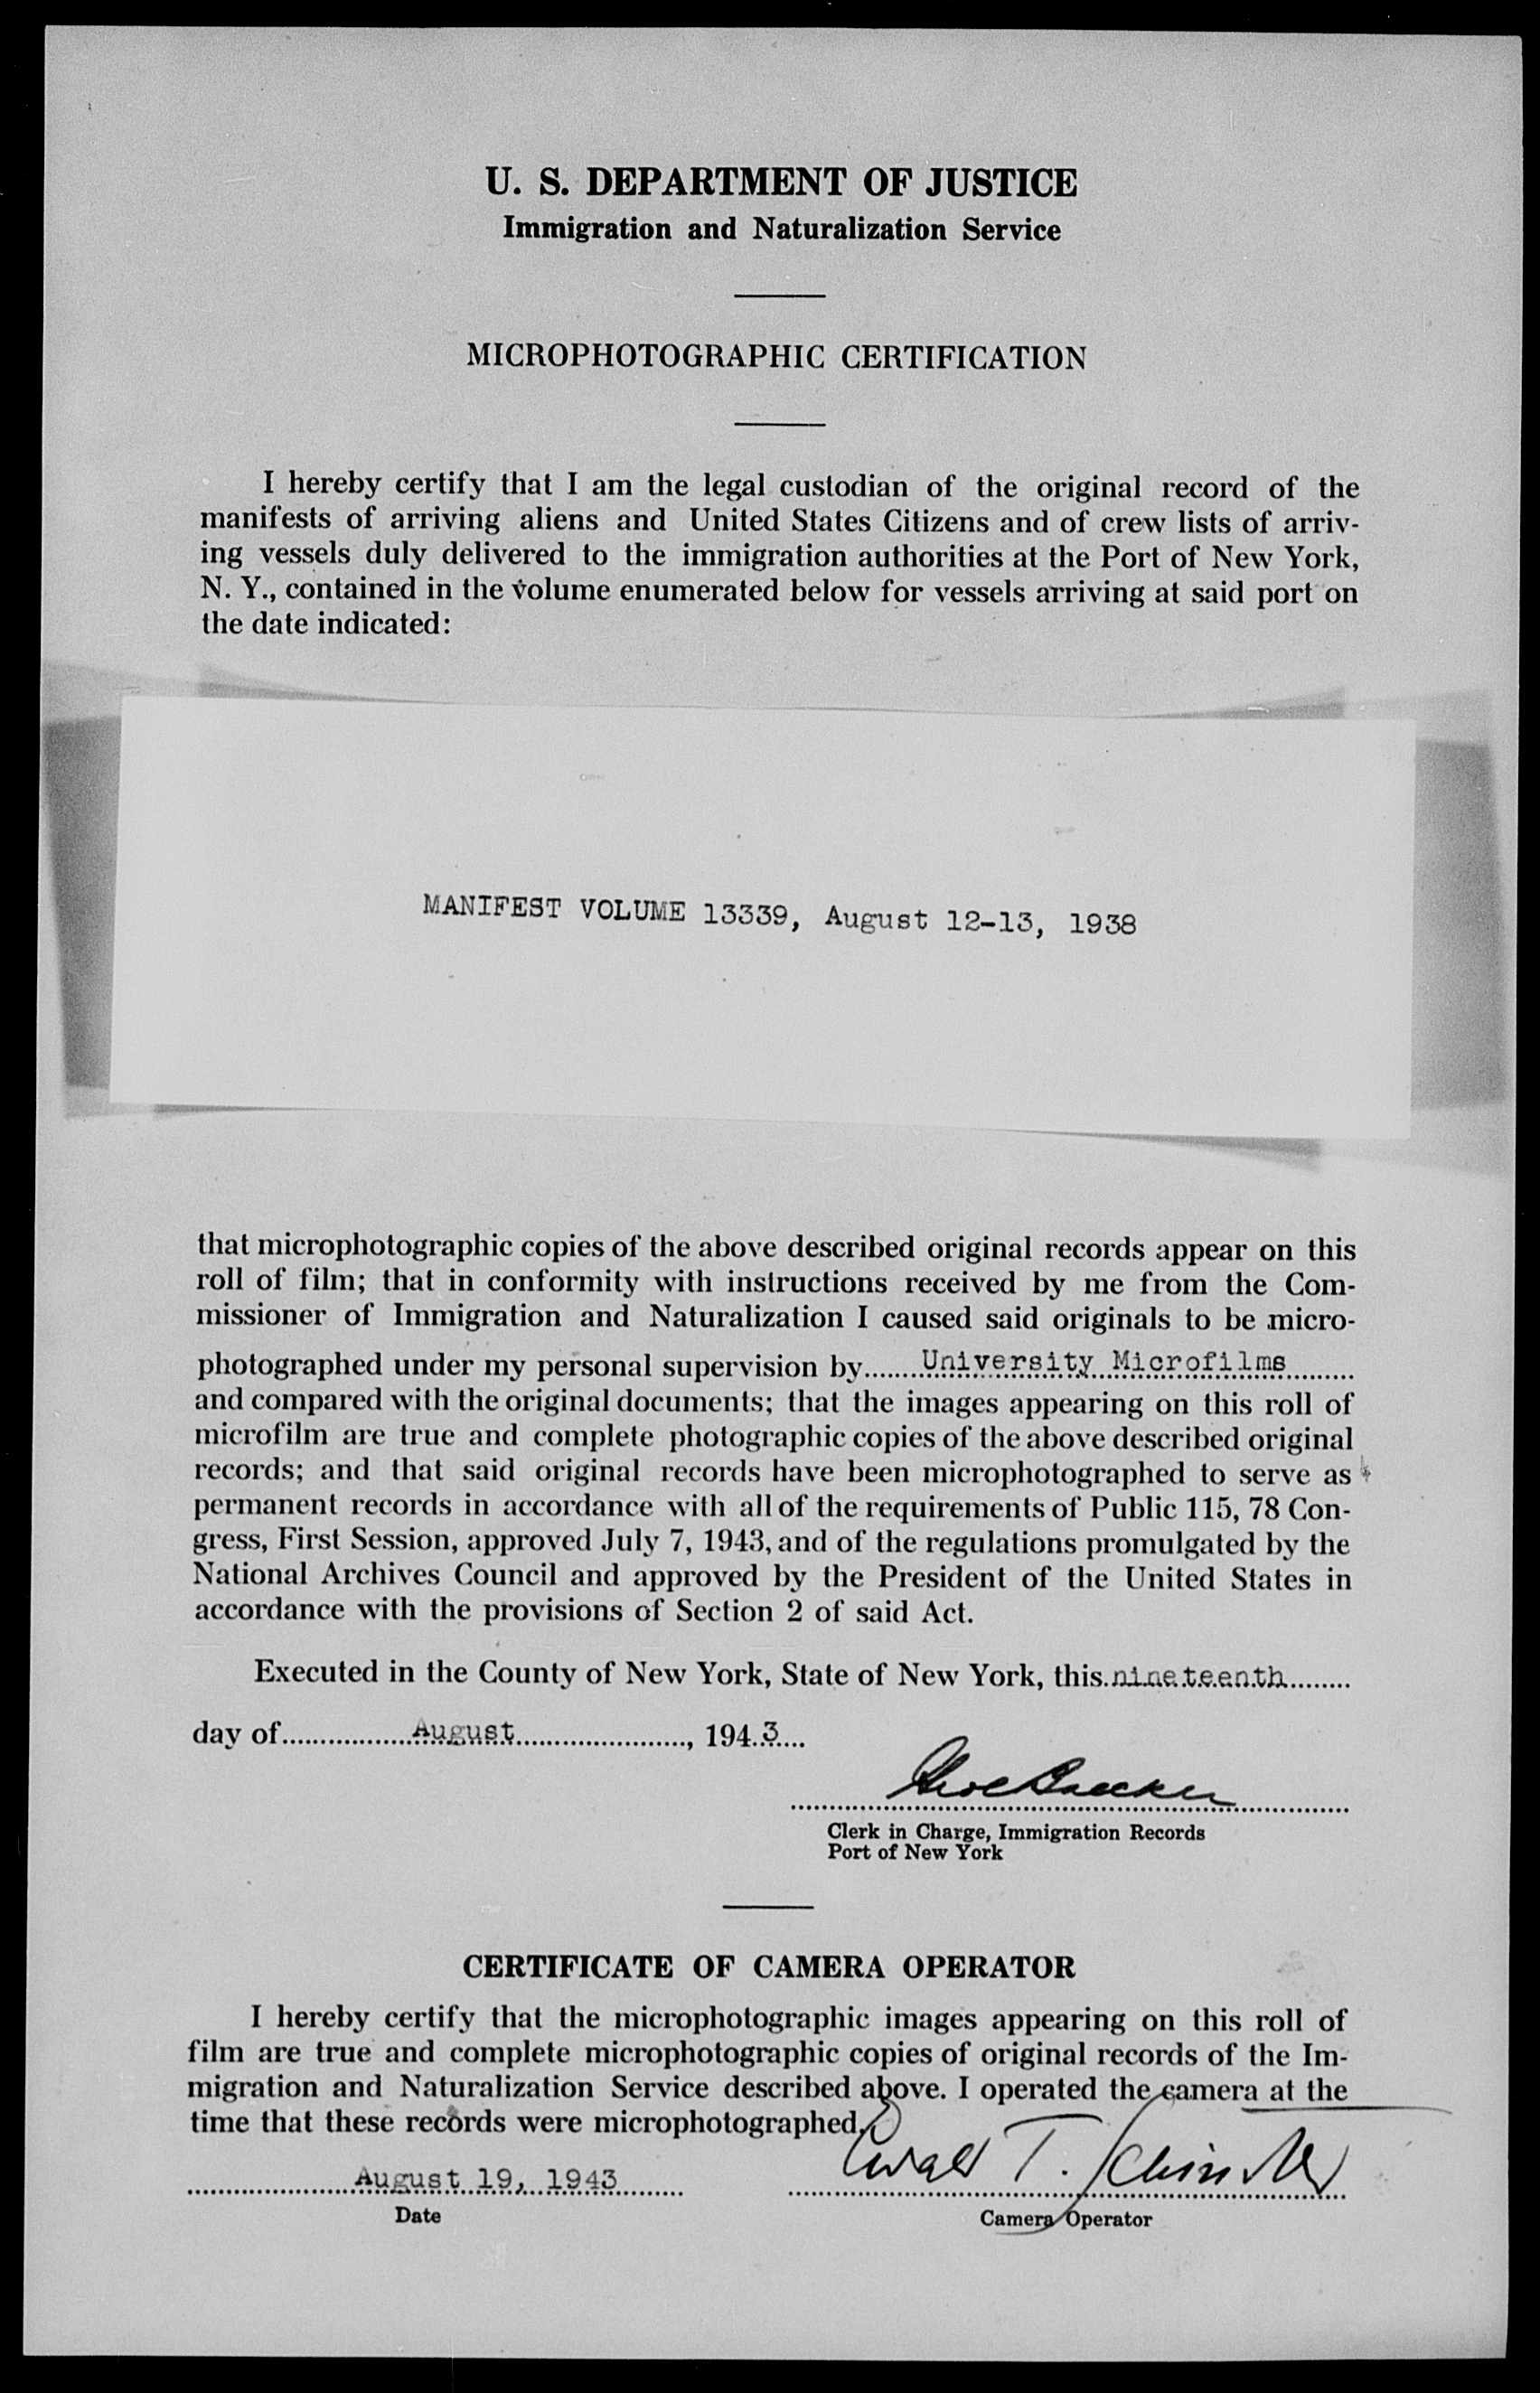 U. S. DEPARTMENT OF JUSTICE
Immigration and Naturalization Service
MICROPHOTOGRAPHIC CERTIFICATION
I hereby certify that I am the legal custodian of the original record of the
manifests of arriving aliens and United States Citizens and of crew lists of arriv-
ing vessels duly delivered to the immigration authorities at the Port of New York,
N. Y., contained in the volume enumerated below for vessels arriving at said port on
the date indicated:
MANIFEST VOLUME 13339, August 12-13, 1938
that microphotographic copies of the above described original records appear on this
roll of film; that in conformity with instructions received by me from the Com-
missioner of Immigration and Naturalization I caused said originals to be micro-
photographed under my personal supervision by University Microfilms
and compared with the original documents; that the images appearing on this roll of
microfilm are true and complete photographic copies of the above described original
records; and that said original records have been microphotographed to serve as
permanent records in accordance with all of the requirements of Public 115, 78 Con-
gress, First Session, approved July 7, 1943, and of the regulations promulgated by the
National Archives Council and approved by the President of the United States in
accordance with the provisions of Section 2 of said Act.
Executed in the County of New York, State of New York, this nineteenth
day of August, 1943
Clerk in Charge, Immigration Records
Port of New York
CERTIFICATE OF CAMERA OPERATOR
I hereby certify that the microphotographic images appearing on this roll of
film are true and complete microphotographic copies of original records of the Im-
migration and Naturalization Service described above. I operated the camera at the
time that these records were microphotographed.
Ewald T.
August 19, 1943
Date
Camera Operator